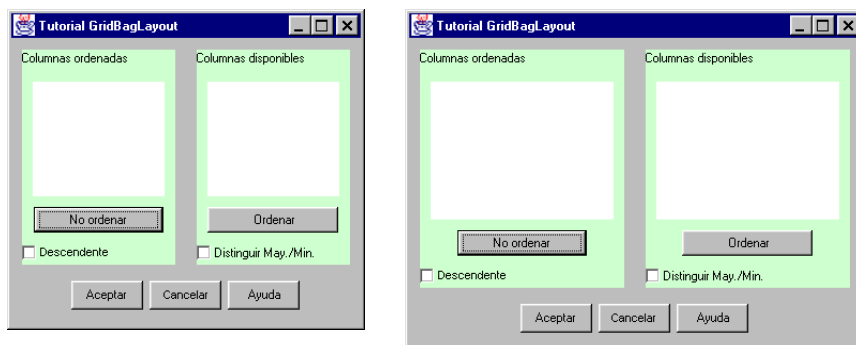 Tutorial GridBagLayout
Columnas ordenadas Columnas disponibles
No ordenar Ordenar
Descendente Distinguir May./Min.
Aceptar Cancelar Ayuda
Tutorial GridBagLayout
Columnas ordenadas Columnas disponibles
No ordenar Ordenar
Descendente Distinguir May./Min.
Aceptar Cancelar Ayuda